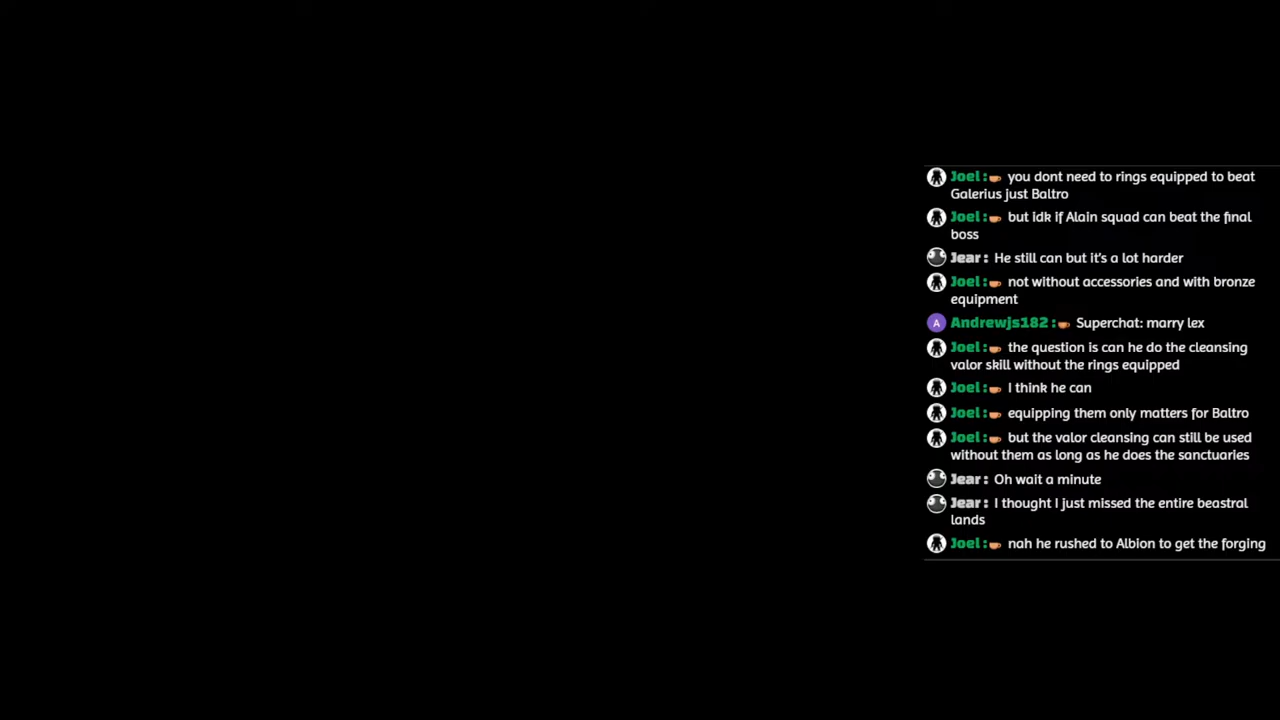 Joel : you dont need to rings equipped to beat
Galerius just Baltro
Joel : but idk if Alain squad can beat the final
boss
Jear : He still can but it's a lot harder
Joel : not without accessories and with bronze
equipment
A Andrewjs182 : Superchat: marry lex
Joel : the question is can he do the cleansing
valor skill without the rings equipped
Joel : I think he can
Joel : equipping them only matters for Baltro
Joel : but the valor cleansing can still be used
without them as long as he does the sanctuaries
Jear : Oh wait a minute
Jear : I thought I just missed the entire beastral
lands
Joel : nah he rushed to Albion to get the forging